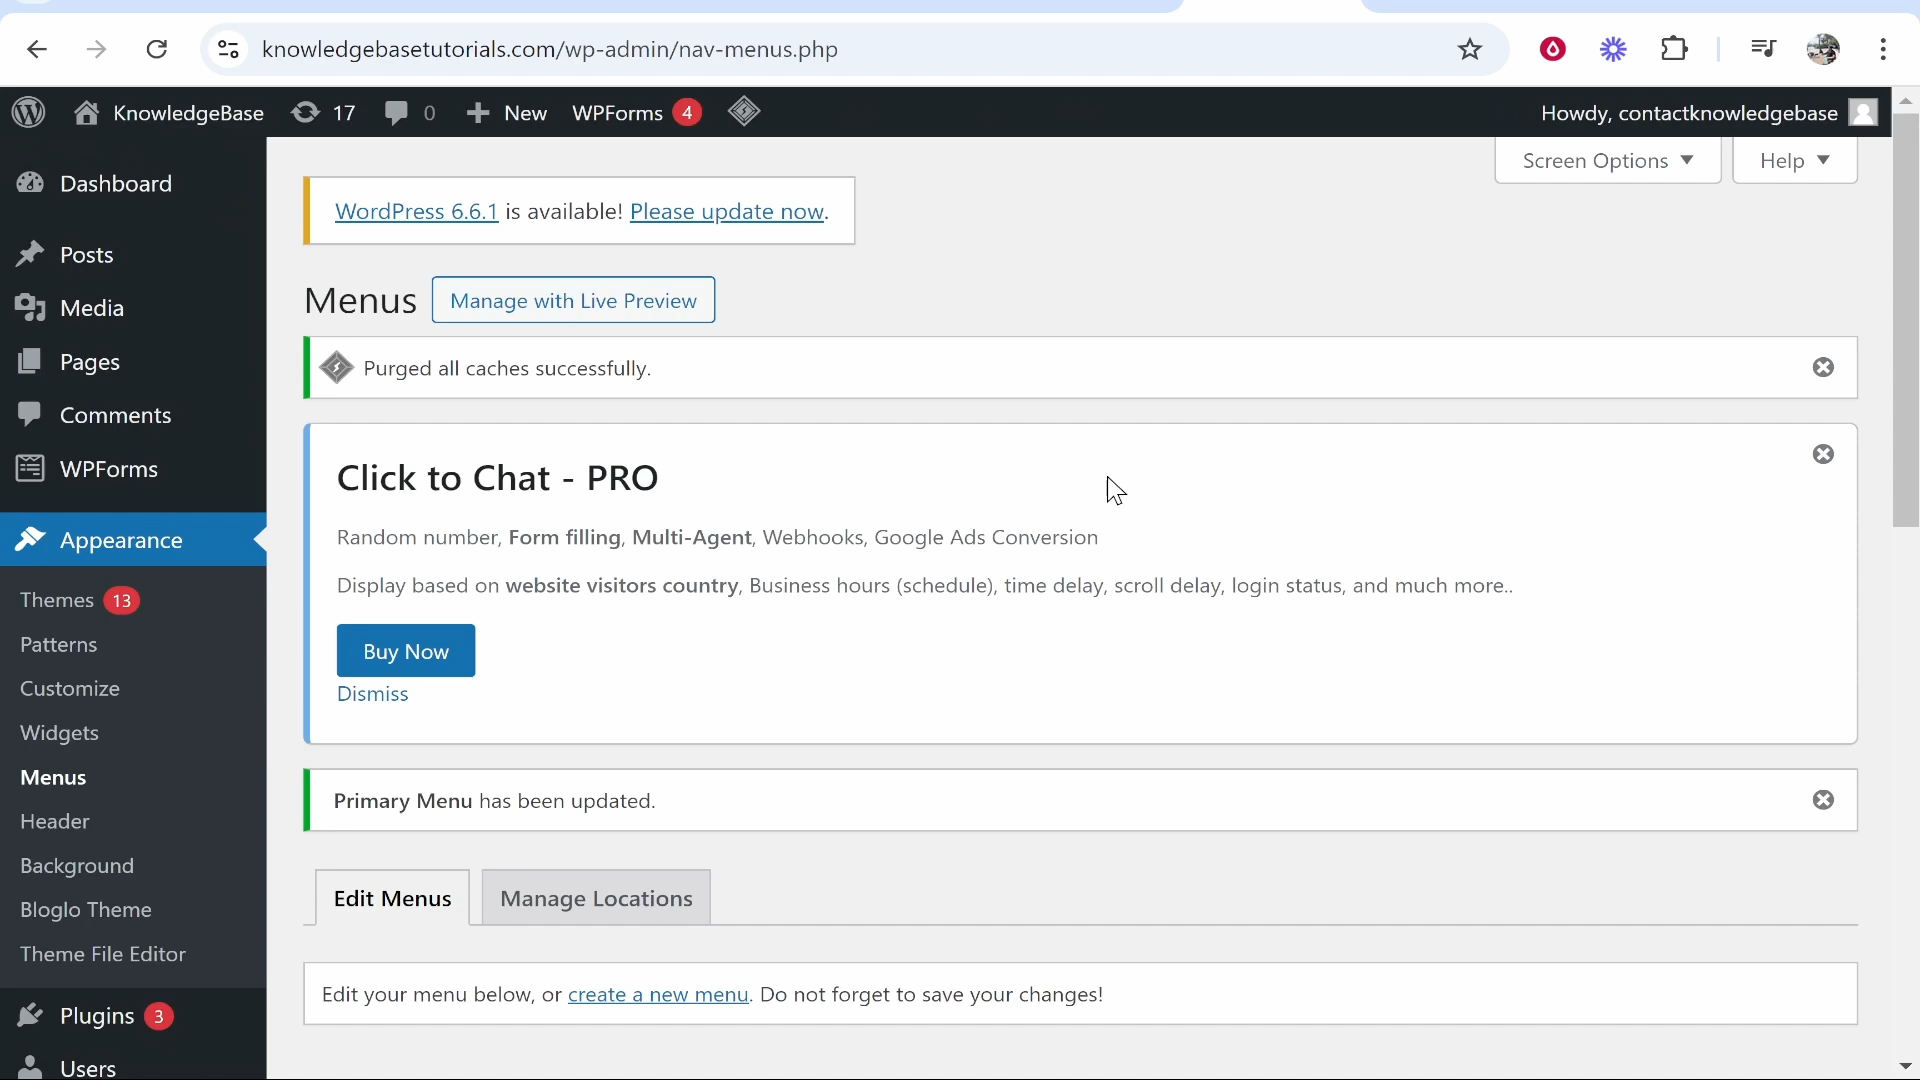 knowledgebasetutorials.com/wp-admin/nav-menus.php
KnowledgeBase 17 0 New WPForms 4 Howdy, contactknowledgebase
Screen Options Help
Dashboard
Posts
Media
Pages
Comments
WPForms
Appearance
Themes 13
Patterns
Customize
Widgets
Menus
Header
Background
Bloglo Theme
Theme File Editor
Plugins 3
Users
WordPress 6.6.1 is available! Please update now.
Menus Manage with Live Preview
Purged all caches successfully.
Click to Chat - PRO
Random number, Form filling, Multi-Agent, Webhooks, Google Ads Conversion
Display based on website visitors country, Business hours (schedule), time delay, scroll delay, login status, and much more..
Buy Now
Dismiss
Primary Menu has been updated.
Edit Menus Manage Locations
Edit your menu below, or create a new menu. Do not forget to save your changes!